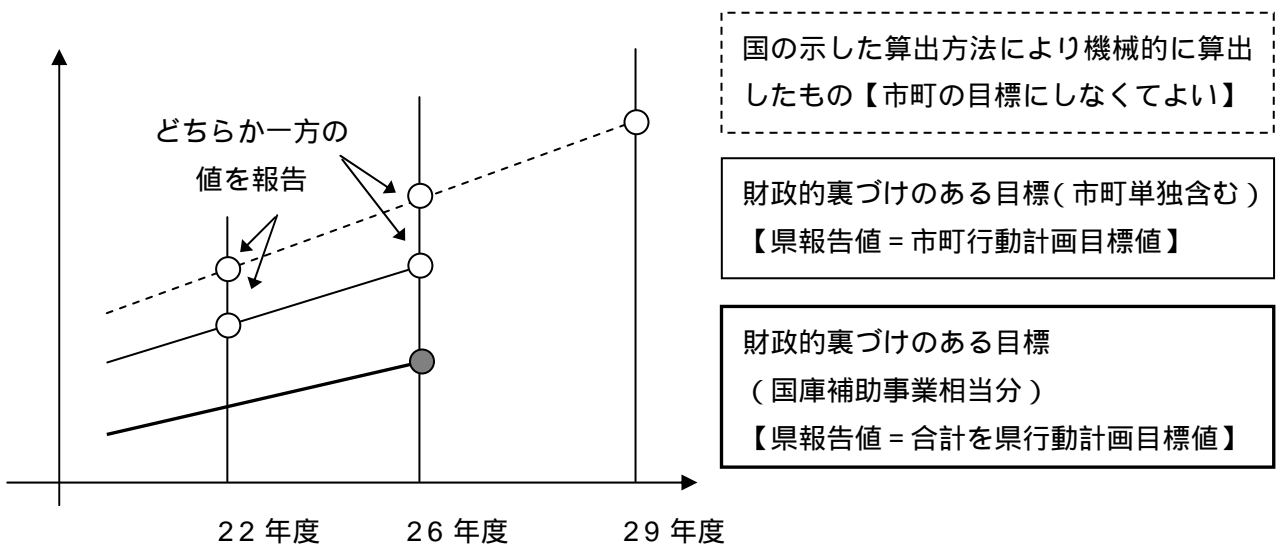 どちらか一方の
値を報告
国の示した算出方法により機械的に算出
したもの【市町の目標にしなくてよい】
財政的裏づけのある目標(市町単独含む)
【県報告値=市町行動計画目標値】
財政的裏づけのある目標
(国庫補助事業相当分)
【県報告値=合計を県行動計画目標値】
22年度 26年度 29年度